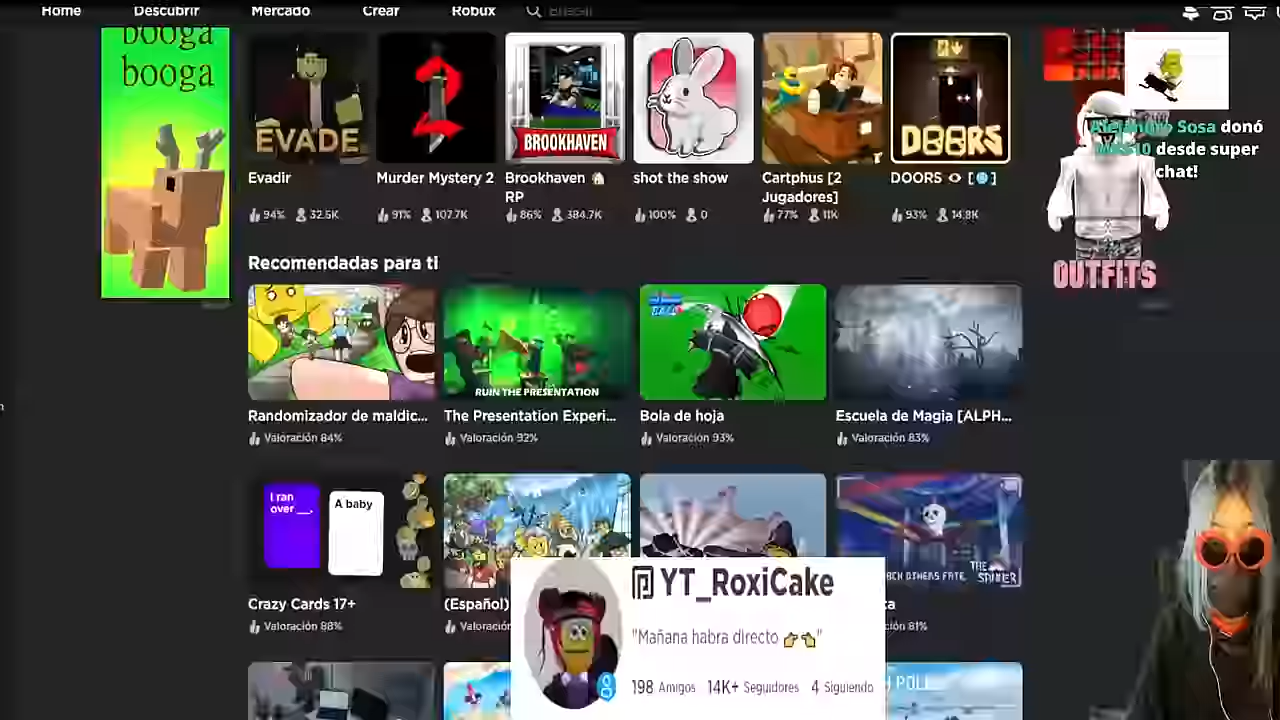 Home Descubrir Mercado Crear Robux Buscar
booga
booga
EVADE
BROOKHAVEN
DOORS
Evadir
Murder Mystery 2
Brookhaven 🏠
RP
shot the show
Cartphus [2
Jugadores]
DOORS 👁 [🔵]
94% 32.5K
91% 107.7K
86% 384.7K
100% 0
77% 11K
93% 14.8K
Alejandro Sosa donó
desde super
chat!
OUTFITS
Recomendadas para ti
RUIN THE PRESENTATION
Randomizador de maldic...
The Presentation Experi...
Bola de hoja
Escuela de Magia [ALPH...
Valoración 84%
Valoración 92%
Valoración 93%
Valoración 83%
I ran
over __.
A baby
THE
Crazy Cards 17+
(Español)
Valoración 88%
81%
YT_RoxiCake
"Mañana habra directo 👉👈"
198 Amigos 14K+ Seguidores 4 Siguiendo